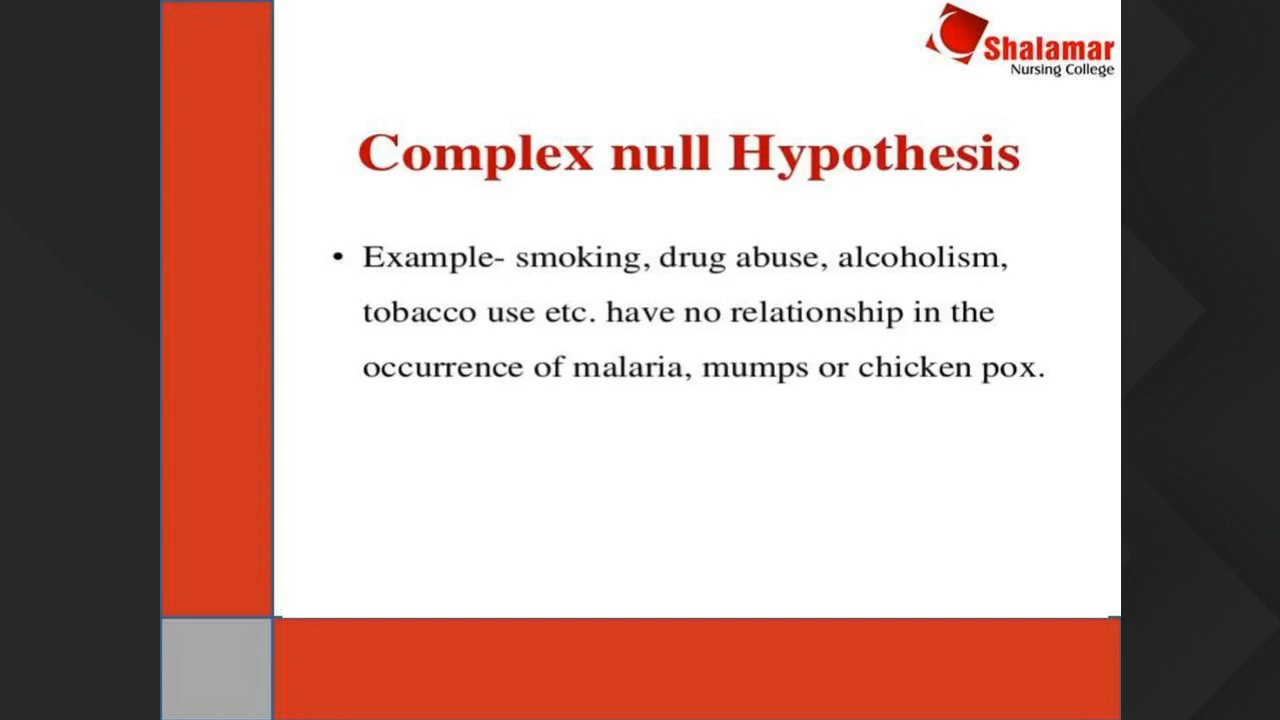 Shalamar
Nursing College
Complex null Hypothesis
• Example- smoking, drug abuse, alcoholism,
tobacco use etc. have no relationship in the
occurrence of malaria, mumps or chicken pox.